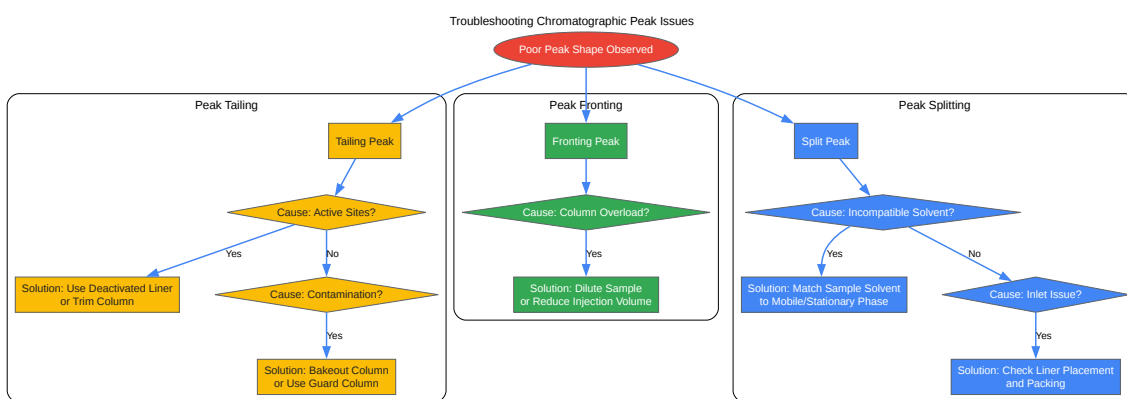 Troubleshooting Chromatographic Peak Issues
Poor Peak Shape Observed
Peak Tailing
Peak Fronting
Peak Splitting
Tailing Peak
Fronting Peak
Split Peak
Cause: Active Sites?
Cause: Column Overload?
Cause: Incompatible Solvent?
Yes
No
Yes
Yes
No
Solution: Use Deactivated Liner
or Trim Column
Cause: Contamination?
Solution: Dilute Sample
or Reduce Injection Volume
Solution: Match Sample Solvent
to Mobile/Stationary Phase
Cause: Inlet Issue?
Yes
Yes
Solution: Bakeout Column
or Use Guard Column
Solution: Check Liner Placement
and Packing